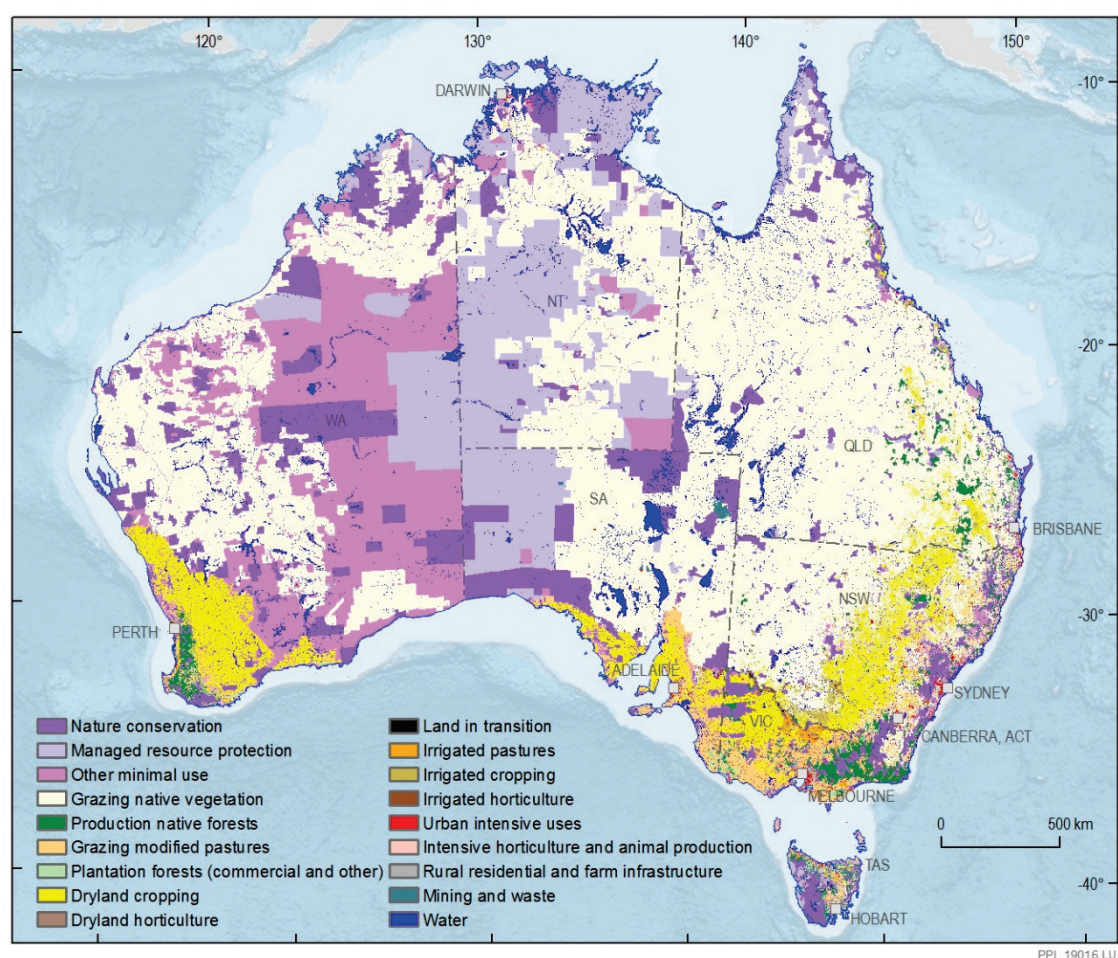 120°
130°
140°
150°
DARWIN
-10°
NT
-20°
WA
QLD
SA
BRISBANE
NSW
-30°
PERTH
ADELAIDE
SYDNEY
VIC
CANBERRA, ACT
MELBOURNE
0 500 km
TAS
-40°
HOBART
Nature conservation
Managed resource protection
Other minimal use
Grazing native vegetation
Production native forests
Grazing modified pastures
Plantation forests (commercial and other)
Dryland cropping
Dryland horticulture
Land in transition
Irrigated pastures
Irrigated cropping
Irrigated horticulture
Urban intensive uses
Intensive horticulture and animal production
Rural residential and farm infrastructure
Mining and waste
Water
PPL 19016 LU